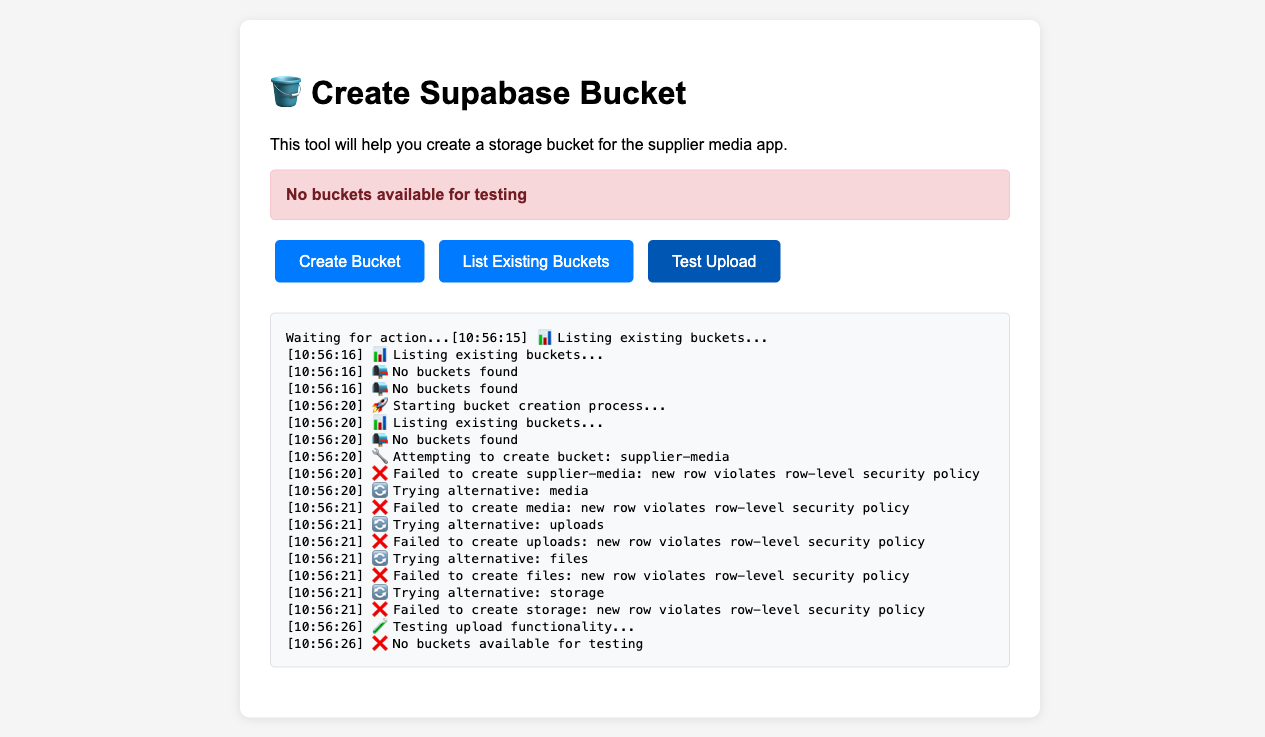 🪣 Create Supabase Bucket
This tool will help you create a storage bucket for the supplier media app.
No buckets available for testing
Create Bucket List Existing Buckets Test Upload
Waiting for action...[10:56:15] 📊 Listing existing buckets...
[10:56:16] 📊 Listing existing buckets...
[10:56:16] 📭 No buckets found
[10:56:16] 📭 No buckets found
[10:56:20] 🚀 Starting bucket creation process...
[10:56:20] 📊 Listing existing buckets...
[10:56:20] 📭 No buckets found
[10:56:20] 🔧 Attempting to create bucket: supplier-media
[10:56:20] ❌ Failed to create supplier-media: new row violates row-level security policy
[10:56:20] 🔄 Trying alternative: media
[10:56:21] ❌ Failed to create media: new row violates row-level security policy
[10:56:21] 🔄 Trying alternative: uploads
[10:56:21] ❌ Failed to create uploads: new row violates row-level security policy
[10:56:21] 🔄 Trying alternative: files
[10:56:21] ❌ Failed to create files: new row violates row-level security policy
[10:56:21] 🔄 Trying alternative: storage
[10:56:21] ❌ Failed to create storage: new row violates row-level security policy
[10:56:26] 🧪 Testing upload functionality...
[10:56:26] ❌ No buckets available for testing